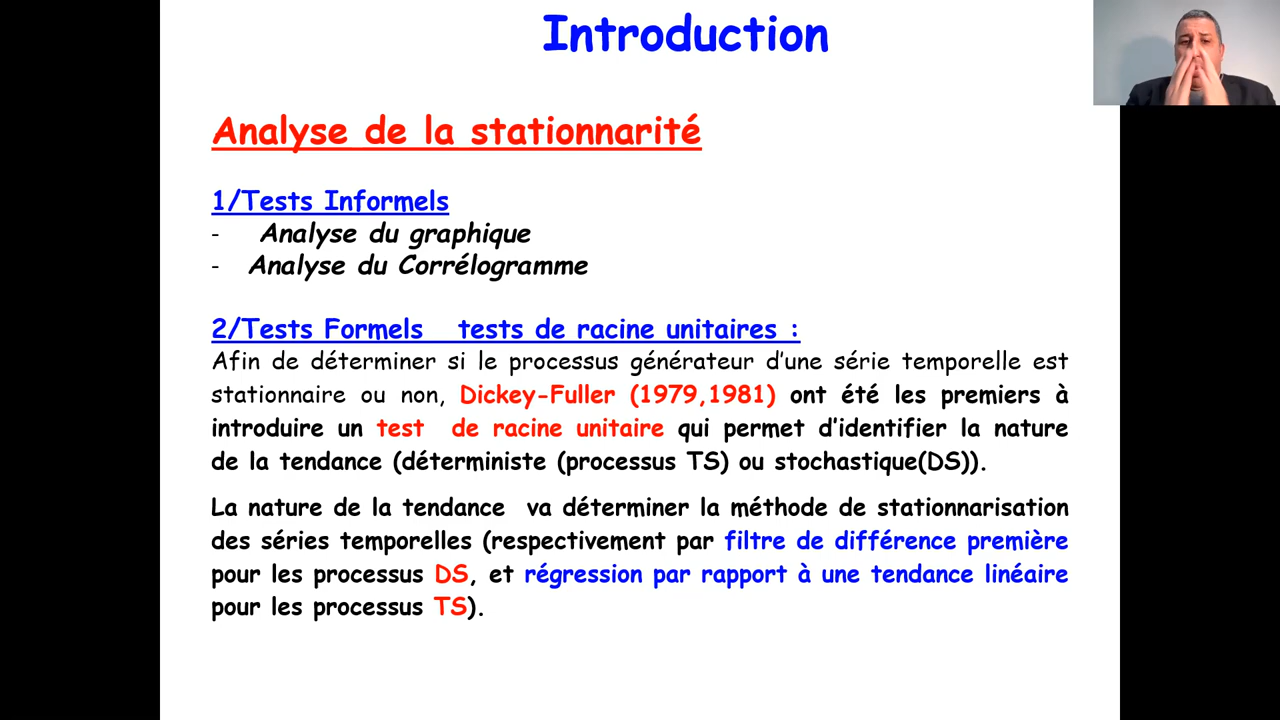 Introduction
Analyse de la stationnarité
1/Tests Informels
- Analyse du graphique
- Analyse du Corrélogramme
2/Tests Formels tests de racine unitaires :
Afin de déterminer si le processus générateur d’une série temporelle est
stationnaire ou non, Dickey-Fuller (1979,1981) ont été les premiers à
introduire un test de racine unitaire qui permet d’identifier la nature
de la tendance (déterministe (processus TS) ou stochastique(DS)).
La nature de la tendance va déterminer la méthode de stationnarisation
des séries temporelles (respectivement par filtre de différence première
pour les processus DS, et régression par rapport à une tendance linéaire
pour les processus TS).